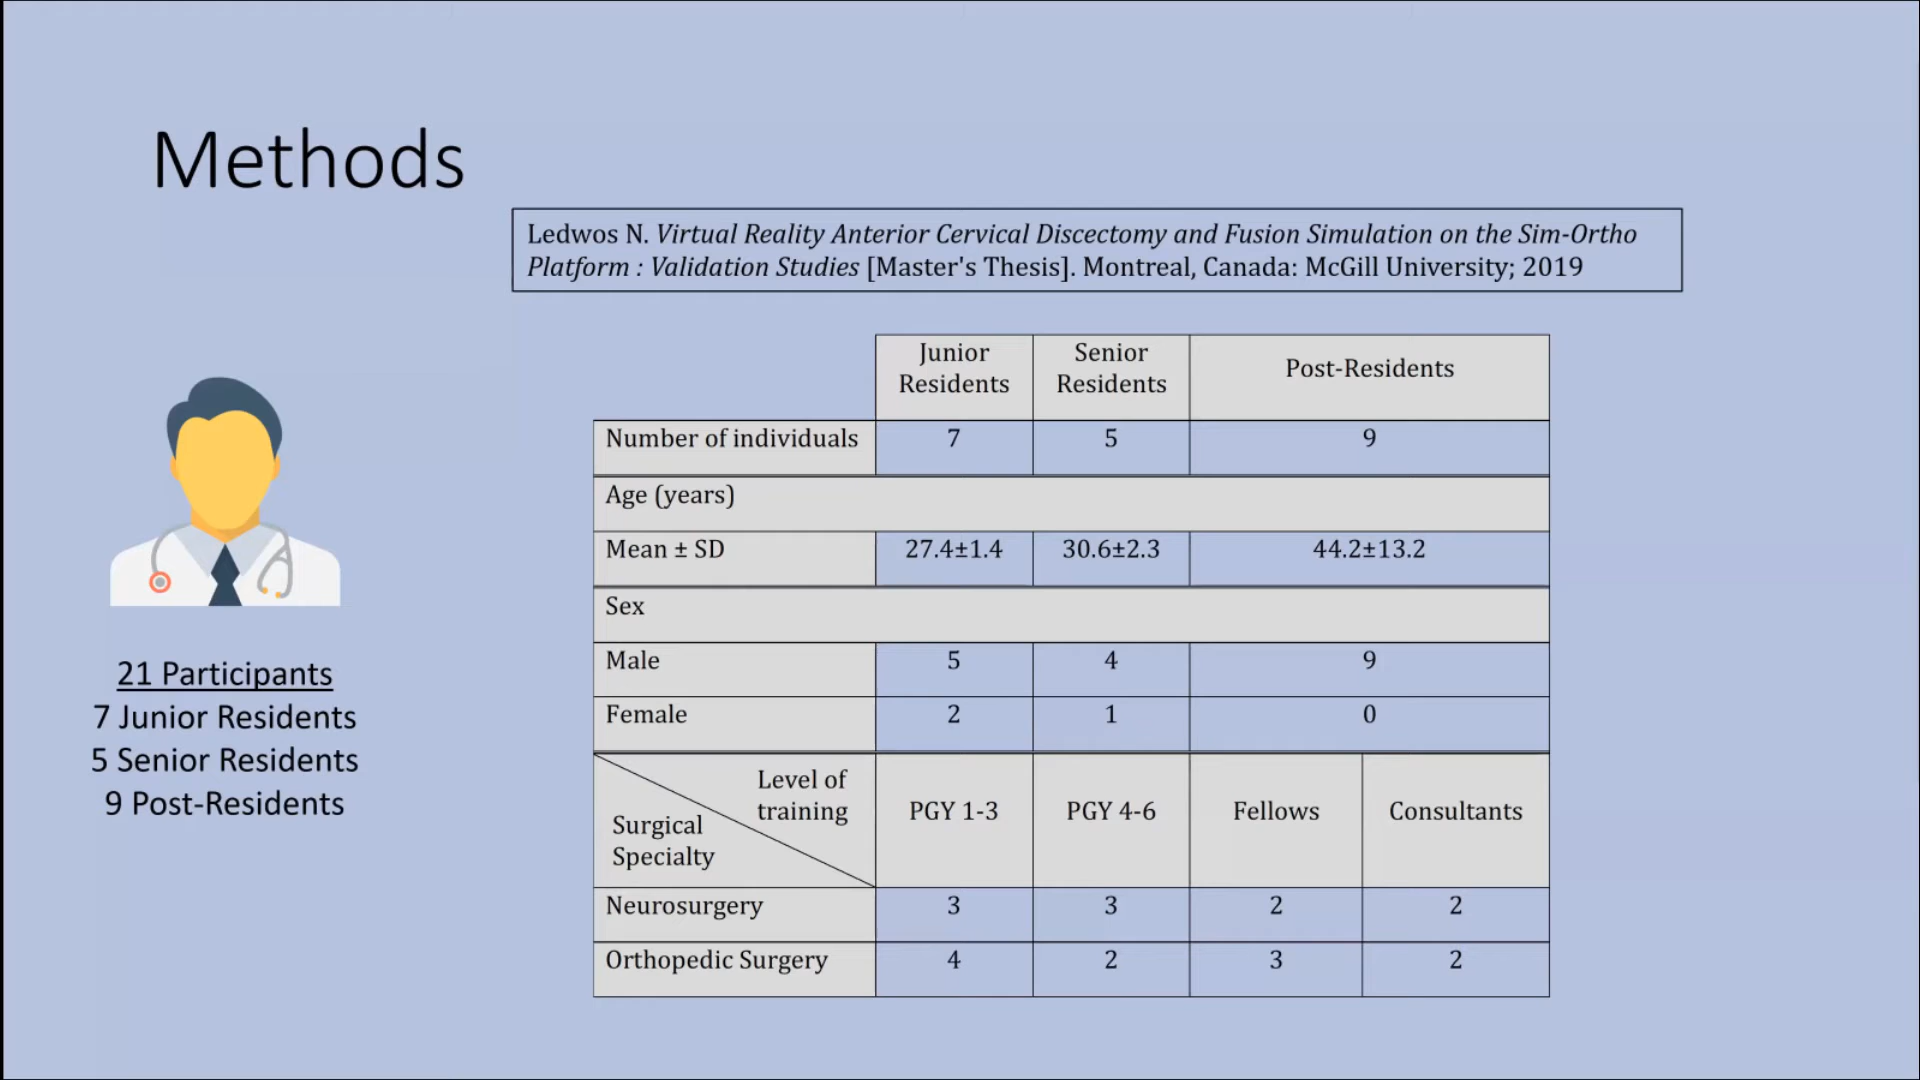 Methods
Ledwos N. Virtual Reality Anterior Cervical Discectomy and Fusion Simulation on the Sim-Ortho
Platform : Validation Studies [Master's Thesis]. Montreal, Canada: McGill University; 2019
21 Participants
7 Junior Residents
5 Senior Residents
9 Post-Residents
Junior Residents Senior Residents Post-Residents
Number of individuals 7 5 9
Age (years)
Mean ± SD 27.4±1.4 30.6±2.3 44.2±13.2
Sex
Male 5 4 9
Female 2 1 0
Level of training Surgical Specialty PGY 1-3 PGY 4-6 Fellows Consultants
Neurosurgery 3 3 2 2
Orthopedic Surgery 4 2 3 2